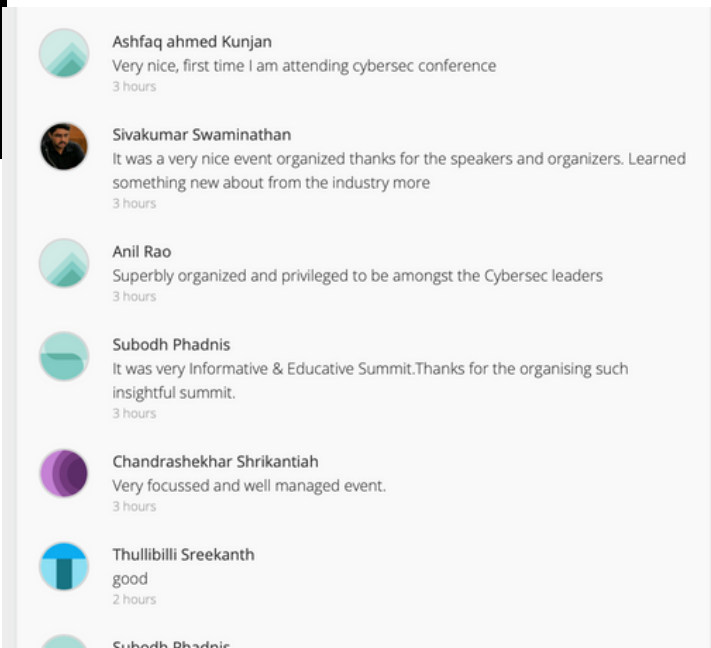 Ashfaq ahmed Kunjan
Very nice, first time I am attending cybersec conference
3 hours
Sivakumar Swaminathan
It was a very nice event organized thanks for the speakers and organizers. Learned
something new about from the industry more
3 hours
Anil Rao
Superbly organized and privileged to be amongst the Cybersec leaders
3 hours
Subodh Phadnis
It was very Informative & Educative Summit.Thanks for the organising such
insightful summit.
3 hours
Chandrashekhar Shrikantiah
Very focussed and well managed event.
3 hours
Thullibilli Sreekanth
good
2 hours
Subodh Phadnis